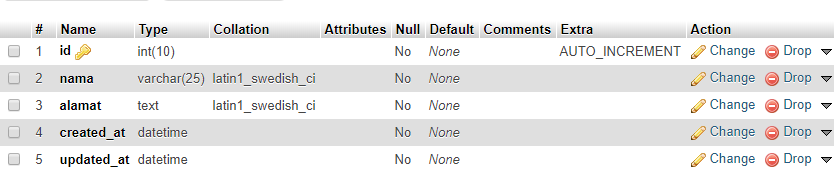 # Name Type Collation Attributes Null Default Comments Extra Action
1 id int(10) No None AUTO_INCREMENT Change Drop
2 nama varchar(25) latin1_swedish_ci No None Change Drop
3 alamat text latin1_swedish_ci No None Change Drop
4 created_at datetime No None Change Drop
5 updated_at datetime No None Change Drop